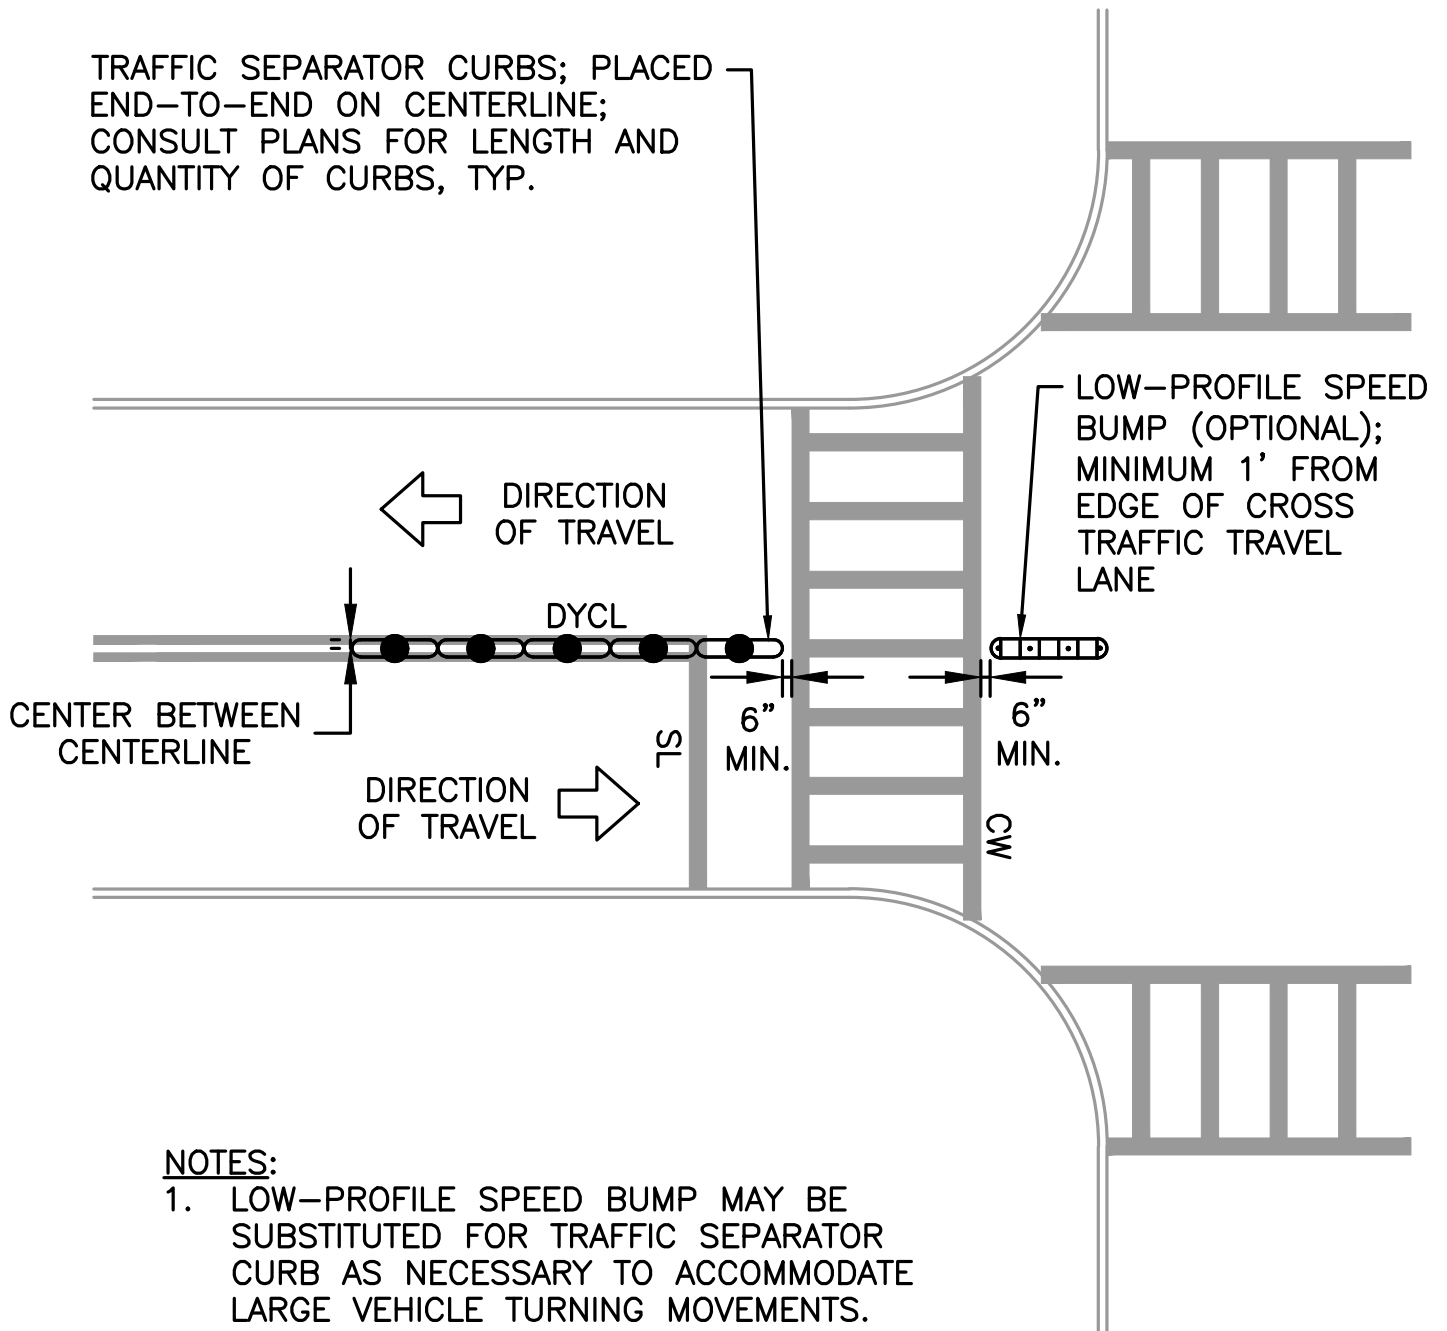 TRAFFIC SEPARATOR CURBS; PLACED
END-TO-END ON CENTERLINE;
CONSULT PLANS FOR LENGTH AND
QUANTITY OF CURBS, TYP.
LOW-PROFILE SPEED
BUMP (OPTIONAL);
MINIMUM 1' FROM
EDGE OF CROSS
TRAFFIC TRAVEL
LANE
DIRECTION
OF TRAVEL
DYCL
CENTER BETWEEN
CENTERLINE
SL
6"
MIN.
6"
MIN.
DIRECTION
OF TRAVEL
CW
NOTES:
1. LOW-PROFILE SPEED BUMP MAY BE
SUBSTITUTED FOR TRAFFIC SEPARATOR
CURB AS NECESSARY TO ACCOMMODATE
LARGE VEHICLE TURNING MOVEMENTS.